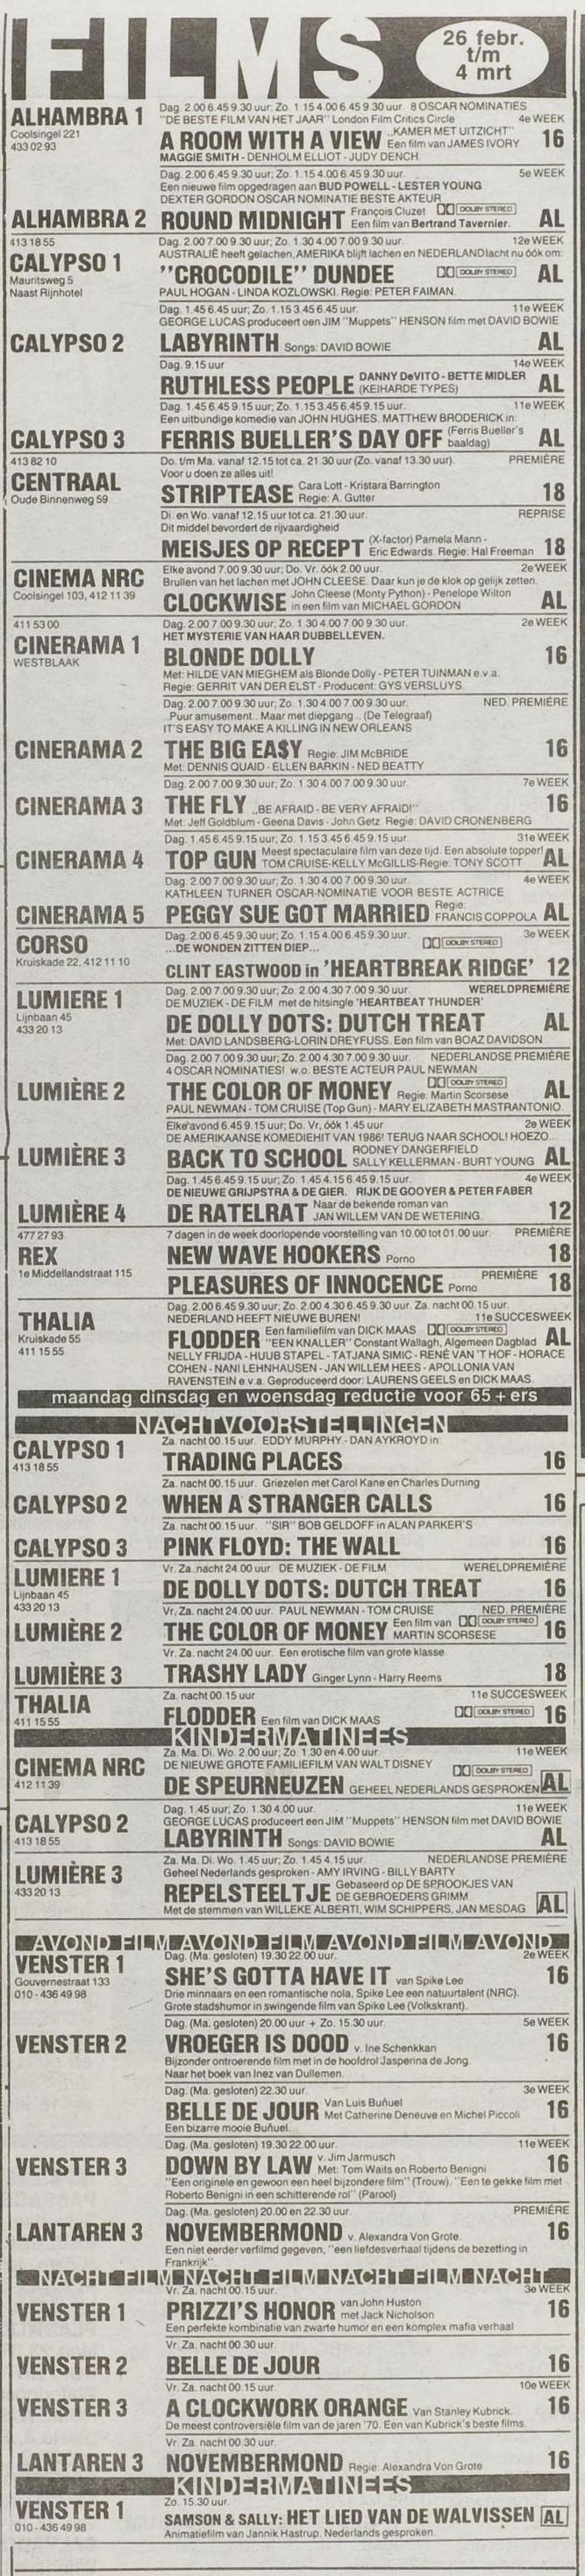 FILMS
26 febr.
t/m
4 mrt
ALHAMBRA 1
Coolsingel 221
433 02 93
Dag. 2.00 6.45 9.30 uur; Zo. 1.15 4.00 6.45 9.30 uur. 8 OSCAR NOMINATIES
"DE BESTE FILM VAN HET JAAR" London Film Critics Circle 4e WEEK
A ROOM WITH A VIEW „KAMER MET UITZICHT" Een film van JAMES IVORY 16
MAGGIE SMITH - DENHOLM ELLIOT - JUDY DENCH.
Dag. 2.00 6.45 9.30 uur; Zo. 1.15 4.00 6.45 9.30 uur. 5e WEEK
Een nieuwe film opgedragen aan BUD POWELL - LESTER YOUNG
DEXTER GORDON OSCAR NOMINATIE BESTE AKTEUR
ALHAMBRA 2 ROUND MIDNIGHT François Cluzet DOLBY STEREO Een film van Bertrand Tavernier. AL
413 18 55
CALYPSO 1
Mauritsweg 5
Naast Rijnhotel
Dag. 2.00 7.00 9.30 uur; Zo. 1.30 4.00 7.00 9.30 uur. 12e WEEK
AUSTRALIË heeft gelachen, AMERIKA blijft lachen en NEDERLAND lacht nu óók om:
"CROCODILE" DUNDEE DOLBY STEREO AL
PAUL HOGAN - LINDA KOZLOWSKI. Regie: PETER FAIMAN.
Dag. 1.45 6.45 uur; Zo. 1.15 3.45 6.45 uur. 11e WEEK
GEORGE LUCAS produceert een JIM "Muppets" HENSON film met DAVID BOWIE
CALYPSO 2 LABYRINTH Songs: DAVID BOWIE AL
Dag. 9.15 uur 14e WEEK
RUTHLESS PEOPLE DANNY DeVITO - BETTE MIDLER (KEIHARDE TYPES) AL
Dag. 1.45 6.45 9.15 uur; Zo. 1.15 3.45 6.45 9.15 uur. 11e WEEK
Een uitbundige komedie van JOHN HUGHES. MATTHEW BRODERICK in:
CALYPSO 3 FERRIS BUELLER'S DAY OFF (Ferris Bueller's baaldag) AL
413 82 10
CENTRAAL
Oude Binnenweg 59
Do. t/m Ma. vanaf 12.15 tot ca. 21.30 uur (Zo. vanaf 13.30 uur). PREMIÈRE
Voor u doen ze alles uit!
STRIPTEASE Cara Lott - Kristara Barrington Regie: A. Gutter 18
Di. en Wo. vanaf 12.15 uur tot ca. 21.30 uur. REPRISE
Dit middel bevordert de rijvaardigheid
MEISJES OP RECEPT (X-factor) Pamela Mann - Eric Edwards. Regie: Hal Freeman 18
CINEMA NRC
Coolsingel 103, 412 11 39
Elke avond 7.00 9.30 uur; Do. Vr. óók 2.00 uur. 2e WEEK
Brullen van het lachen met JOHN CLEESE. Daar kun je de klok op gelijk zetten.
CLOCKWISE John Cleese (Monty Python) - Penelope Wilton in een film van MICHAEL GORDON AL
411 53 00
CINERAMA 1
WESTBLAAK
Dag. 2.00 7.00 9.30 uur; Zo. 1.30 4.00 7.00 9.30 uur. 2e WEEK
HET MYSTERIE VAN HAAR DUBBELLEVEN.
BLONDE DOLLY 16
Met: HILDE VAN MIEGHEM als Blonde Dolly - PETER TUINMAN e.v.a.
Regie: GERRIT VAN DER ELST - Producent: GYS VERSLUYS.
Dag. 2.00 7.00 9.30 uur; Zo. 1.30 4.00 7.00 9.30 uur. NED. PREMIÈRE
..Puur amusement.. Maar met diepgang.. (De Telegraaf)
IT'S EASY TO MAKE A KILLING IN NEW ORLEANS
CINERAMA 2 THE BIG EA$Y Regie: JIM McBRIDE 16
Met: DENNIS QUAID - ELLEN BARKIN - NED BEATTY
Dag. 2.00 7.00 9.30 uur; Zo. 1.30 4.00 7.00 9.30 uur. 7e WEEK
CINERAMA 3 THE FLY „BE AFRAID - BE VERY AFRAID!" 16
Met: Jeff Goldblum - Geena Davis - John Getz. Regie: DAVID CRONENBERG
Dag. 1.45 6.45 9.15 uur; Zo. 1.15 3.45 6.45 9.15 uur. 31e WEEK
CINERAMA 4 TOP GUN Meest spectaculaire film van deze tijd. Een absolute topper! TOM CRUISE-KELLY McGILLIS-Regie: TONY SCOTT AL
Dag. 2.00 7.00 9.30 uur; Zo. 1.30 4.00 7.00 9.30 uur. 4e WEEK
KATHLEEN TURNER OSCAR-NOMINATIE VOOR BESTE ACTRICE
CINERAMA 5 PEGGY SUE GOT MARRIED Regie: FRANCIS COPPOLA AL
CORSO
Kruiskade 22, 412 11 10
Dag. 2.00 6.45 9.30 uur; Zo. 1.15 4.00 6.45 9.30 uur. DOLBY STEREO 3e WEEK
...DE WONDEN ZITTEN DIEP...
CLINT EASTWOOD in 'HEARTBREAK RIDGE' 12
LUMIERE 1
Lijnbaan 45
433 20 13
Dag. 2.00 7.00 9.30 uur; Zo. 2.00 4.30 7.00 9.30 uur. WERELDPREMIÈRE
DE MUZIEK - DE FILM met de hitsingle 'HEARTBEAT THUNDER'
DE DOLLY DOTS: DUTCH TREAT AL
Met: DAVID LANDSBERG-LORIN DREYFUSS. Een film van BOAZ DAVIDSON
Dag. 2.00 7.00 9.30 uur; Zo. 2.00 4.30 7.00 9.30 uur. NEDERLANDSE PREMIÈRE
4 OSCAR NOMINATIES! w.o. BESTE ACTEUR PAUL NEWMAN
LUMIÈRE 2 THE COLOR OF MONEY DOLBY STEREO Regie: Martin Scorsese AL
PAUL NEWMAN - TOM CRUISE (Top Gun) - MARY ELIZABETH MASTRANTONIO.
Elke avond 6.45 9.15 uur; Do. Vr, óók 1.45 uur 2e WEEK
DE AMERIKAANSE KOMEDIEHIT VAN 1986! TERUG NAAR SCHOOL! HOEZO...
LUMIÈRE 3 BACK TO SCHOOL RODNEY DANGERFIELD SALLY KELLERMAN - BURT YOUNG AL
Dag. 1.45 6.45 9.15 uur; Zo. 1.45 4.15 6.45 9.15 uur. 4e WEEK
DE NIEUWE GRIJPSTRA & DE GIER. RIJK DE GOOYER & PETER FABER
LUMIÈRE 4 DE RATELRAT Naar de bekende roman van JAN WILLEM VAN DE WETERING. 12
477 27 93
REX
1e Middellandstraat 115
7 dagen in de week doorlopende voorstelling van 10.00 tot 01.00 uur. PREMIÈRE
NEW WAVE HOOKERS Porno 18
PLEASURES OF INNOCENCE Porno PREMIÈRE 18
THALIA
Kruiskade 55
411 15 55
Dag. 2.00 6.45 9.30 uur; Zo. 2.00 4.30 6.45 9.30 uur. Za. nacht 00.15 uur.
NEDERLAND HEEFT NIEUWE BUREN! 11e SUCCESWEEK
FLODDER Een familiefilm van DICK MAAS DOLBY STEREO "EEN KNALLER" Constant Wallagh, Algemeen Dagblad AL
NELLY FRIJDA - HUUB STAPEL - TATJANA SIMIC - RENÉ VAN 'T HOF - HORACE
COHEN - NANI LEHNHAUSEN - JAN WILLEM HEES - APOLLONIA VAN
RAVENSTEIN e.v.a. Geproduceerd door: LAURENS GEELS en DICK MAAS.
maandag dinsdag en woensdag reductie voor 65 + ers
NACHTVOORSTELLINGEN
CALYPSO 1
413 18 55
Za. nacht 00.15 uur. EDDY MURPHY - DAN AYKROYD in:
TRADING PLACES 16
Za. nacht 00.15 uur. Griezelen met Carol Kane en Charles Durning
CALYPSO 2 WHEN A STRANGER CALLS 16
Za. nacht 00.15 uur. "SIR" BOB GELDOFF in ALAN PARKER'S
CALYPSO 3 PINK FLOYD: THE WALL 16
LUMIERE 1
Lijnbaan 45
433 20 13
Vr. Za. nacht 24.00 uur. DE MUZIEK - DE FILM WERELDPREMIÈRE
DE DOLLY DOTS: DUTCH TREAT 16
Vr. Za. nacht 24.00 uur. PAUL NEWMAN - TOM CRUISE NED. PREMIÈRE
LUMIÈRE 2 THE COLOR OF MONEY Een film van DOLBY STEREO MARTIN SCORSESE 16
Vr. Za. nacht 24.00 uur. Een erotische film van grote klasse
LUMIÈRE 3 TRASHY LADY Ginger Lynn - Harry Reems 18
THALIA
411 15 55
Za. nacht 00.15 uur 11e SUCCESWEEK
FLODDER Een film van DICK MAAS DOLBY STEREO 16
KINDERMATINEES
CINEMA NRC
412 11 39
Za. Ma. Di. Wo. 2.00 uur; Zo. 1.30 en 4.00 uur. 11e WEEK
DE NIEUWE GROTE FAMILIEFILM VAN WALT DISNEY DOLBY STEREO
DE SPEURNEUZEN GEHEEL NEDERLANDS GESPROKEN AL
CALYPSO 2
413 18 55
Dag. 1.45 uur; Zo. 1.30 4.00 uur. 11e WEEK
GEORGE LUCAS produceert een JIM "Muppets" HENSON film met DAVID BOWIE
LABYRINTH Songs: DAVID BOWIE AL
LUMIÈRE 3
433 20 13
Za. Ma. Di. Wo. 1.45 uur; Zo. 1.45 4.15 uur. NEDERLANDSE PREMIÈRE
Geheel Nederlands gesproken - AMY IRVING - BILLY BARTY
REPELSTEELTJE Gebaseerd op DE SPROOKJES VAN DE GEBROEDERS GRIMM AL
Met de stemmen van WILLEKE ALBERTI, WIM SCHIPPERS, JAN MESDAG
AVOND FILM AVOND FILM AVOND FILM AVOND
VENSTER 1
Gouvernestraat 133
010 - 436 49 98
Dag. (Ma. gesloten) 19.30 22.00 uur. 2e WEEK
SHE'S GOTTA HAVE IT van Spike Lee 16
Drie minnaars en een romantische nola, Spike Lee een natuurtalent (NRC).
Grote stadshumor in swingende film van Spike Lee (Volkskrant).
Dag. (Ma. gesloten) 20.00 uur + Zo. 15.30 uur. 5e WEEK
VENSTER 2 VROEGER IS DOOD v. Ine Schenkkan 16
Bijzonder ontroerende film met in de hoofdrol Jasperina de Jong.
Naar het boek van Inez van Dullemen.
Dag. (Ma. gesloten) 22.30 uur. 3e WEEK
BELLE DE JOUR Van Luis Buñuel Met Catherine Deneuve en Michel Piccoli 16
Een bizarre mooie Buñuel.
Dag. (Ma. gesloten) 19.30 22.00 uur. 11e WEEK
VENSTER 3 DOWN BY LAW v. Jim Jarmusch Met: Tom Waits en Roberto Benigni 16
"Een originele en gewoon een heel bijzondere film" (Trouw). "Een te gekke film met
Roberto Benigni in een schitterende rol" (Parool)
Dag. (Ma. gesloten) 20.00 en 22.30 uur. PREMIÈRE
LANTAREN 3 NOVEMBERMOND v. Alexandra Von Grote. 16
Een niet eerder verfilmd gegeven, "een liefdesverhaal tijdens de bezetting in
Frankrijk".
NACHT FILM NACHT FILM NACHT FILM NACHT
Vr. Za. nacht 00.15 uur. 3e WEEK
VENSTER 1 PRIZZI'S HONOR van John Huston met Jack Nicholson 16
Een perfekte kombinatie van zwarte humor en een komplex mafia verhaal
Vr. Za. nacht 00.30 uur.
VENSTER 2 BELLE DE JOUR 16
Vr. Za. nacht 00.15 uur. 10e WEEK
VENSTER 3 A CLOCKWORK ORANGE Van Stanley Kubrick. 16
De meest controversiële film van de jaren '70. Een van Kubrick's beste films.
Vr. Za. nacht 00.30 uur.
LANTAREN 3 NOVEMBERMOND Regie: Alexandra Von Grote 16
KINDERMATINEES
VENSTER 1
010 - 436 49 98
Zo. 15.30 uur.
SAMSON & SALLY: HET LIED VAN DE WALVISSEN AL
Animatiefilm van Jannik Hastrup. Nederlands gesproken.